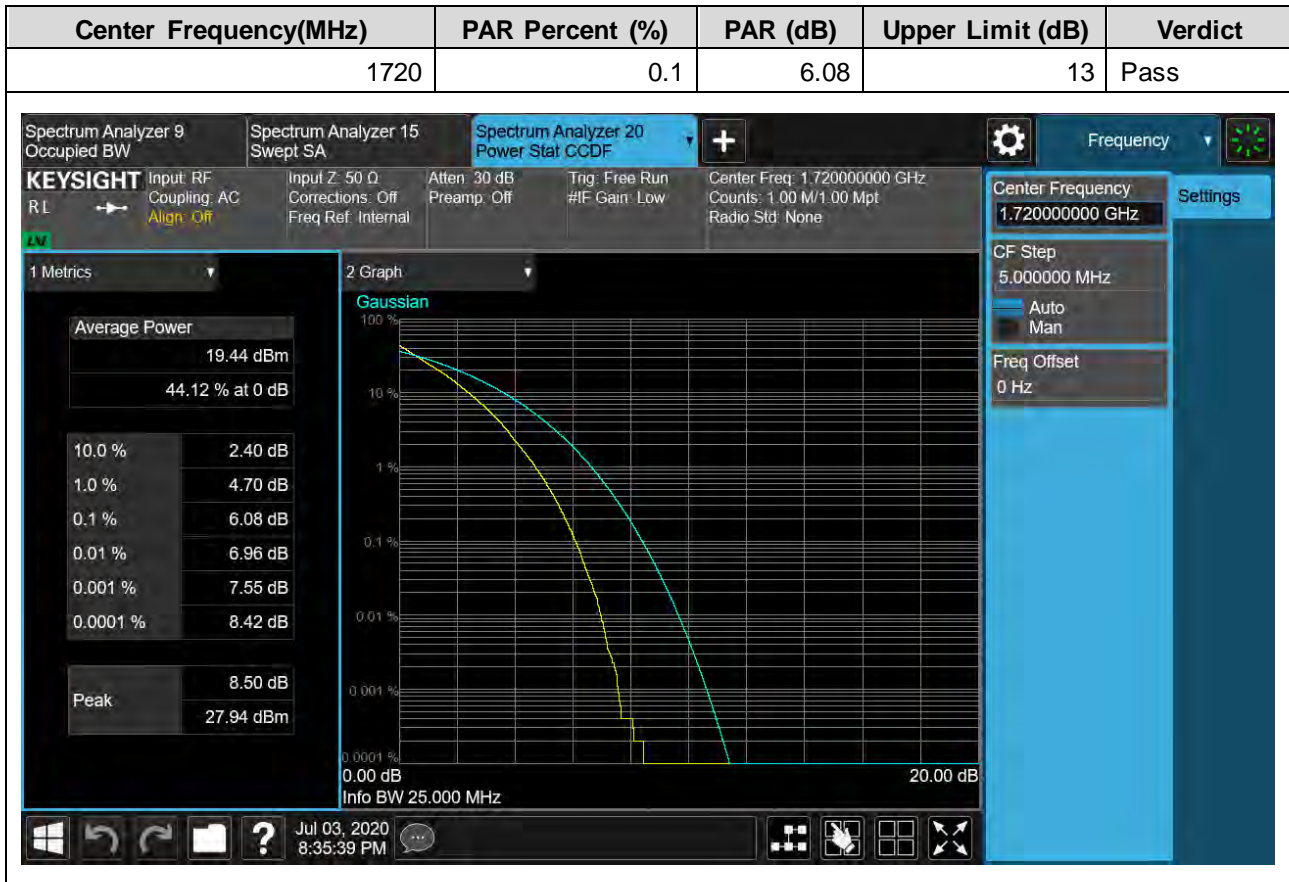 Center Frequency(MHz) PAR Percent (%) PAR (dB) Upper Limit (dB) Verdict
1720 0.1 6.08 13 Pass
Spectrum Analyzer 9 Spectrum Analyzer 15 Spectrum Analyzer 20 Frequency
Occupied BW Swept SA Power Stat CCDF
KEYSIGHT Input: RF Input Z: 50 Ω Atten: 30 dB Trig: Free Run Center Freq: 1.720000000 GHz
RL Coupling: AC Corrections: Off Preamp: Off #IF Gain: Low Counts: 1.00 M/1.00 Mpt
Align: Off Freq Ref: Internal Radio Std: None
LXI
Center Frequency Settings
1.720000000 GHz
CF Step
5.000000 MHz
Auto
Man
Freq Offset
0 Hz
1 Metrics
Average Power
19.44 dBm
44.12 % at 0 dB
10.0 % 2.40 dB
1.0 % 4.70 dB
0.1 % 6.08 dB
0.01 % 6.96 dB
0.001 % 7.55 dB
0.0001 % 8.42 dB
Peak 8.50 dB
27.94 dBm
2 Graph
Gaussian
100 %
10 %
1 %
0.1 %
0.01 %
0.001 %
0.0001 %
0.00 dB 20.00 dB
Info BW 25.000 MHz
? Jul 03, 2020
8:35:39 PM